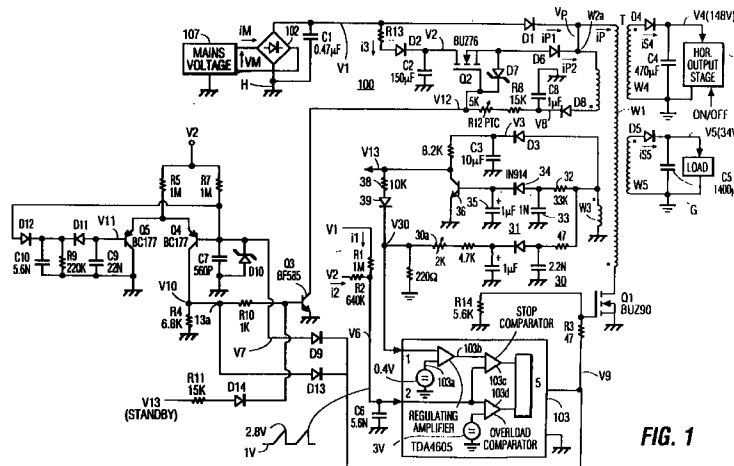 107
MAINS
VOLTAGE
iM
VM
102
C1
0.47µF
H
V1
R13
i3
D2
V2
BUZ76
Q2
C2
150µF
100
D1
iP1
VP
W2a
iP
D6
iP2
D7
R8
15K
C8
1µF
D8
V8
V12
5K
R12 PTC
T
D4
V4(148V)
iS4
C4
470µF
W4
HOR.
OUTPUT
STAGE
ON/OFF
W1
D5
V5(34V)
iS5
LOAD
C5
1400µ
W5
G
V2
R5
1M
R7
1M
D12
D11
V11
Q5
BC177
Q4
BC177
C10
5.6N
R9
220K
C9
22N
C7
560P
D10
V10
R4
6.8K
13a
R10
1K
Q3
BF585
V7
D9
D13
R11
15K
D14
V13
(STANDBY)
2.8V
1V
V13
8.2K
C3
10µF
V3
D3
38
10K
39
36
IN914
34
35
1µF
1N
33
32
33K
31
W3
V30
30a
2K
4.7K
47
220Ω
1µF
2.2N
30
V1
i1
R1
1M
V2
i2
R2
640K
V6
C6
5.6N
R14
5.6K
R3
47
Q1
BUZ90
V9
STOP
COMPARATOR
1
103b
0.4V
103a
103c
103d
5
2
103
REGULATING
AMPLIFIER
3V
OVERLOAD
COMPARATOR
TDA4605
FIG. 1